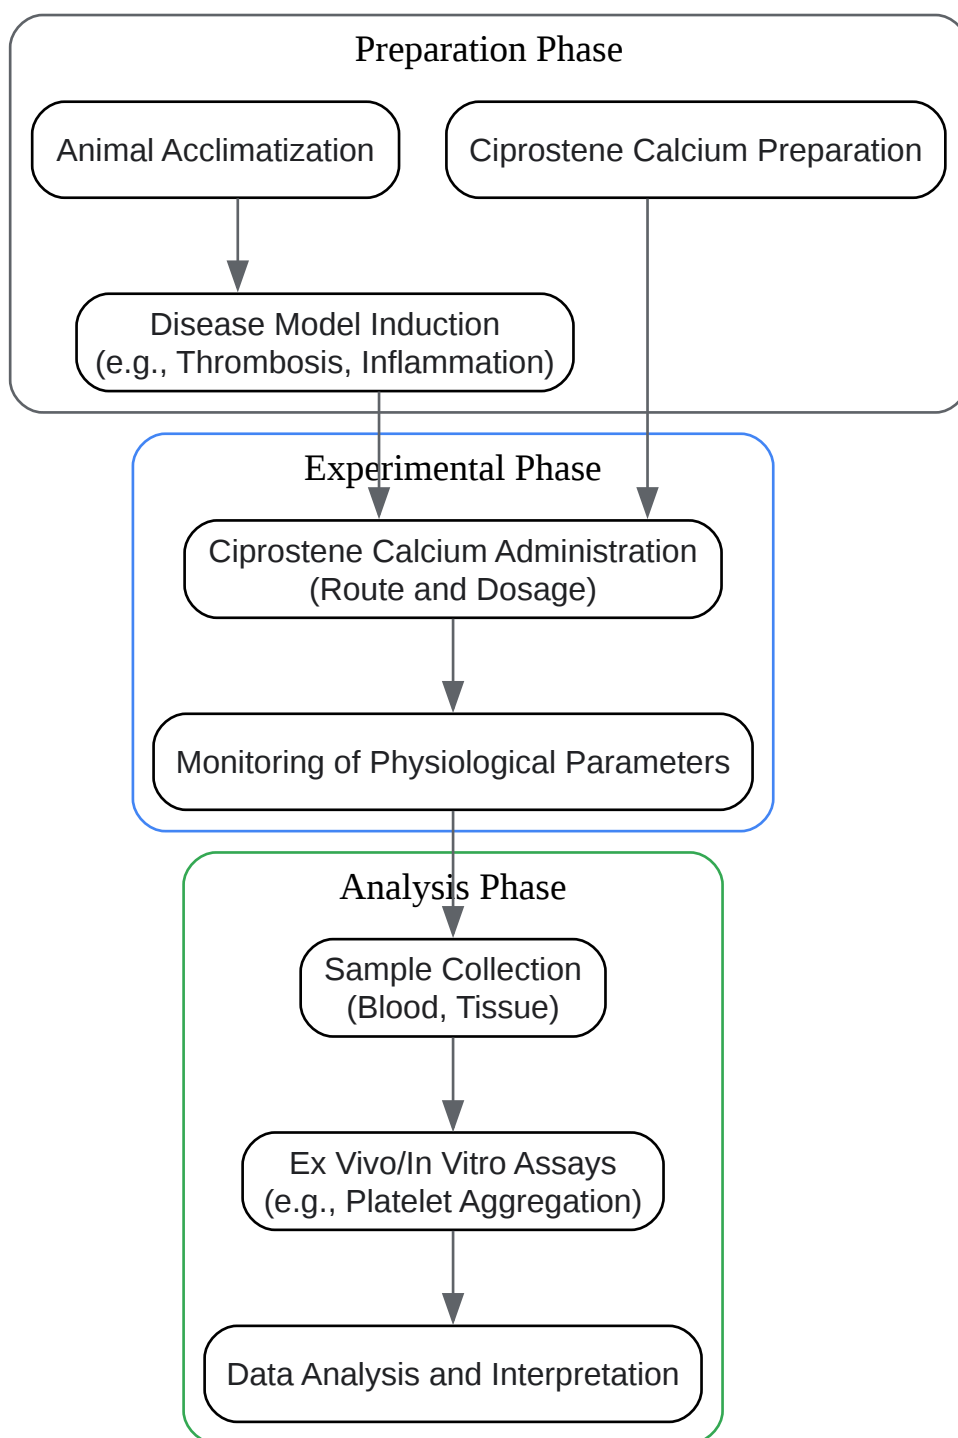 Preparation Phase
Animal Acclimatization
Ciprostene Calcium Preparation
Disease Model Induction
(e.g., Thrombosis, Inflammation)
Experimental Phase
Ciprostene Calcium Administration
(Route and Dosage)
Monitoring of Physiological Parameters
Analysis Phase
Sample Collection
(Blood, Tissue)
Ex Vivo/In Vitro Assays
(e.g., Platelet Aggregation)
Data Analysis and Interpretation